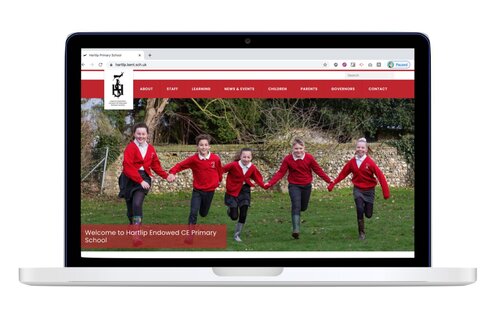 Hartlip Primary School
hartlip.kent.sch.uk
Paused
Search
ABOUT STAFF LEARNING NEWS & EVENTS CHILDREN PARENTS GOVERNORS CONTACT
Welcome to Hartlip Endowed CE Primary
School